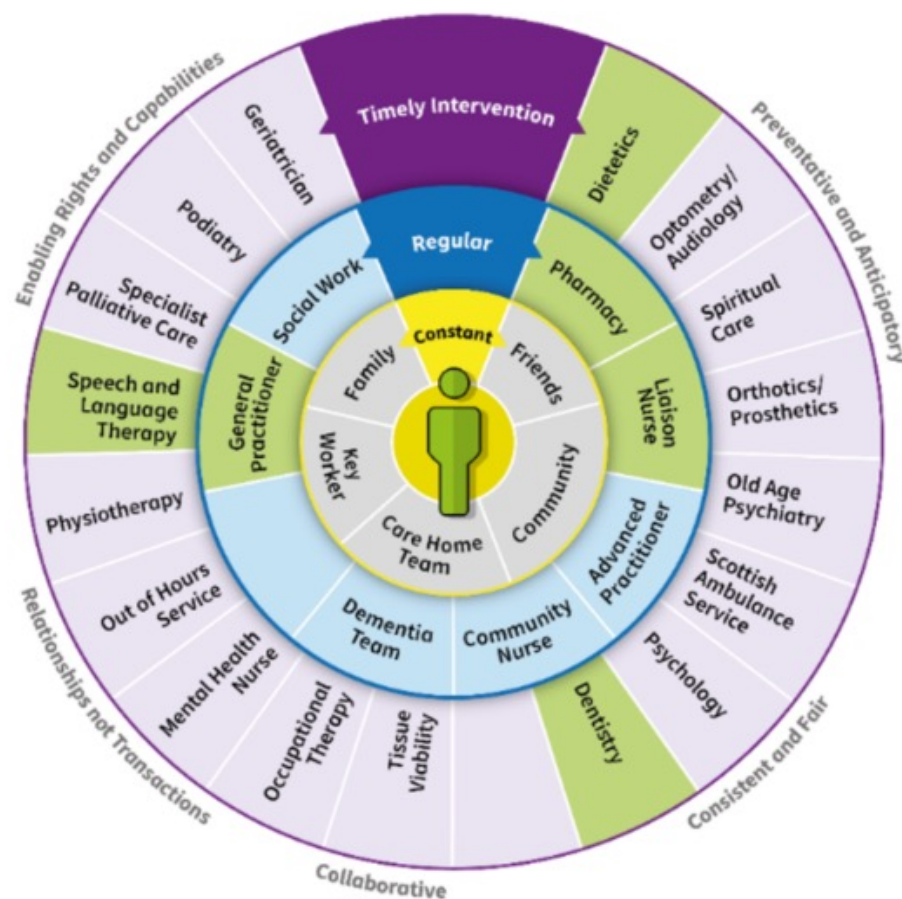 Timely Intervention
Regular
Constant
Friends
Community
Care Home
Team
Key
Worker
Family
Pharmacy
Liaison
Nurse
Advanced
Practitioner
Community
Nurse
Dementia
Team
General
Practitioner
Social Work
Dietetics
Optometry/
Audiology
Spiritual
Care
Orthotics/
Prosthetics
Old Age
Psychiatry
Scottish
Ambulance
Service
Psychology
Dentistry
Tissue
Viability
Occupational
Therapy
Mental Health
Nurse
Out of Hours
Service
Physiotherapy
Speech and
Language
Therapy
Specialist
Palliative Care
Podiatry
Geriatrician
Preventative and Anticipatory
Consistent and Fair
Collaborative
Relationships not Transactions
Enabling Rights and Capabilities